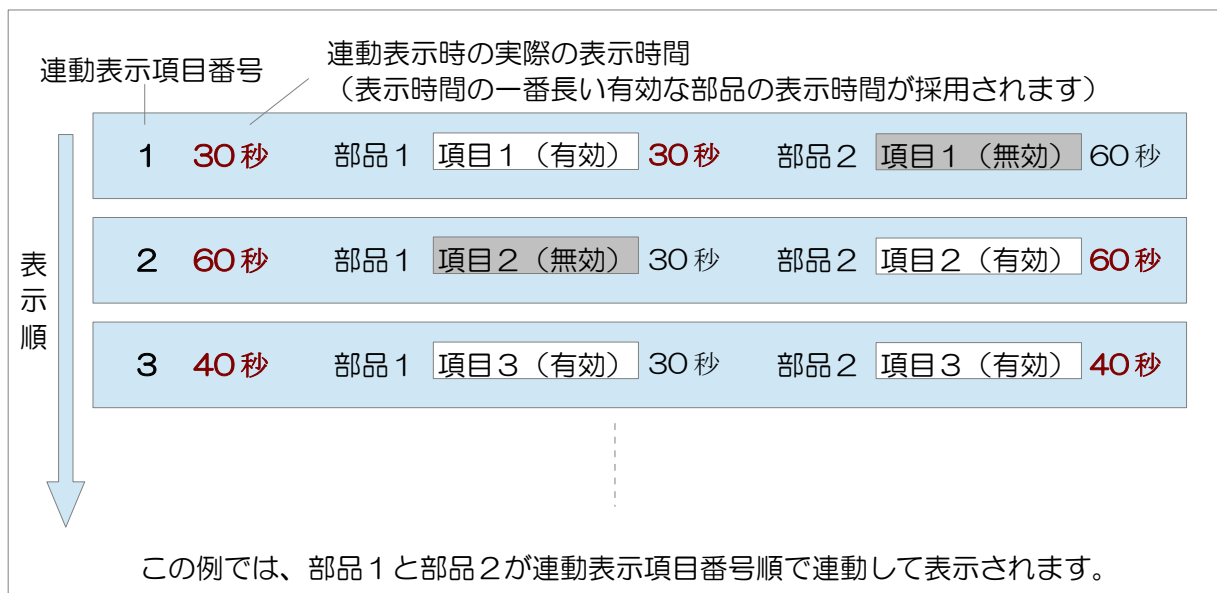 連動表示項目番号
連動表示時の実際の表示時間
（表示時間の一番長い有効な部品の表示時間が採用されます）
1 30秒 部品１ 項目１（有効） 30秒 部品２ 項目１（無効） 60秒
2 60秒 部品１ 項目２（無効） 30秒 部品２ 項目２（有効） 60秒
3 40秒 部品１ 項目３（有効） 30秒 部品２ 項目３（有効） 40秒
表示順
この例では、部品１と部品２が連動表示項目番号順で連動して表示されます。